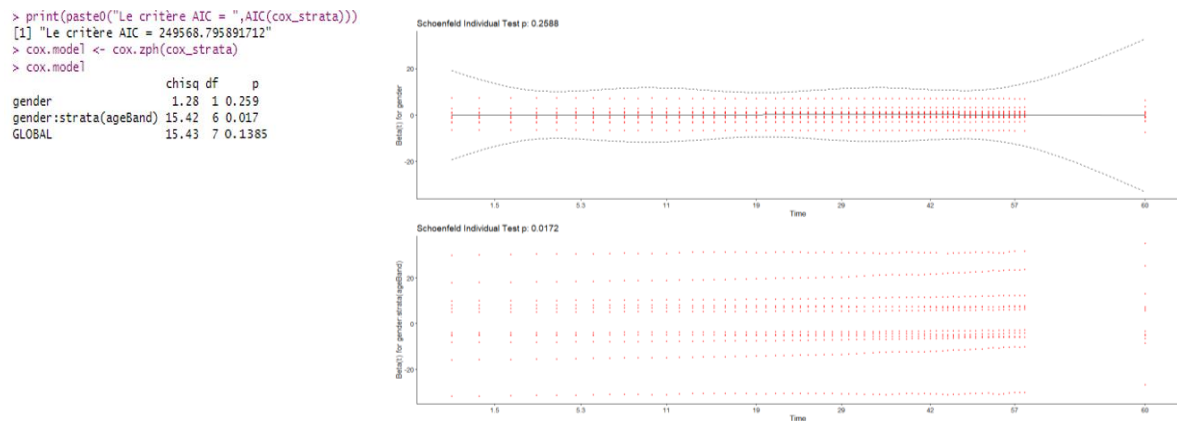 > print(paste0("Le critère AIC = ",AIC(cox_strata)))
[1] "Le critère AIC = 249568.795891712"
> cox.model <- cox.zph(cox_strata)
> cox.model
chisq df p
gender 1.28 1 0.259
gender:strata(ageBand) 15.42 6 0.017
GLOBAL 15.43 7 0.1385
Schoenfeld Individual Test p: 0.2588
Beta(t) for gender
20
0
-20
1.5 5.3 11 19 29 42 57 60
Time
Schoenfeld Individual Test p: 0.0172
Beta(t) for gender:strata(ageBand)
20
0
-20
1.5 5.3 11 19 29 42 57 60
Time